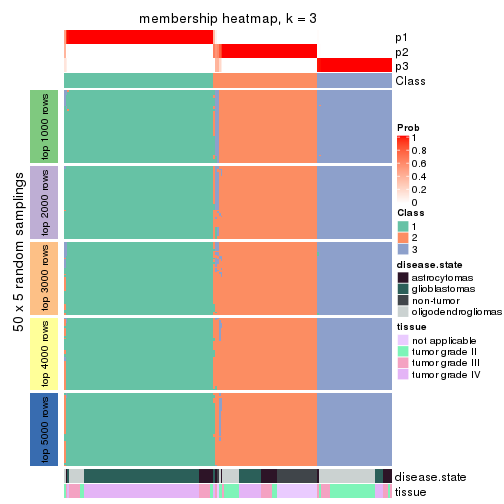 membership heatmap, k = 3
p1
p2
p3
Class
50 x 5 random samplings
top 1000 rows
top 2000 rows
top 3000 rows
top 4000 rows
top 5000 rows
disease.state
tissue
Prob
1
0.8
0.6
0.4
0.2
0
Class
1
2
3
disease.state
astrocytomas
glioblastomas
non-tumor
oligodendrogliomas
tissue
not applicable
tumor grade II
tumor grade III
tumor grade IV